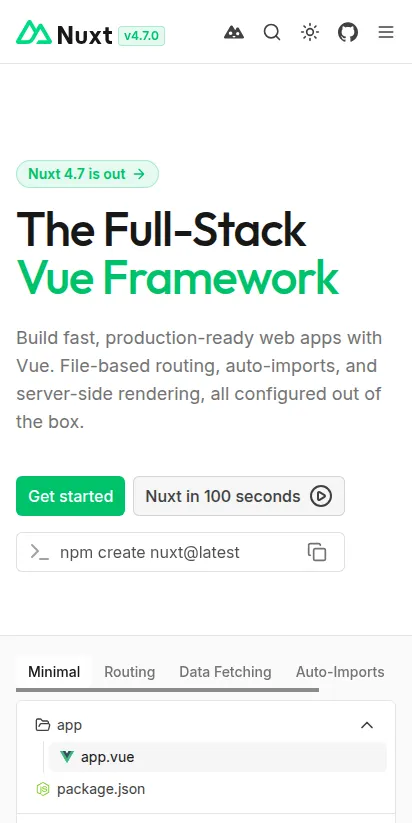 Nuxt v4.7.0
Nuxt 4.7 is out
The Full-Stack
Vue Framework
Build fast, production-ready web apps with
Vue. File-based routing, auto-imports, and
server-side rendering, all configured out of
the box.
Get started Nuxt in 100 seconds
npm create nuxt@latest
Minimal Routing Data Fetching Auto-Imports
app
app.vue
package.json